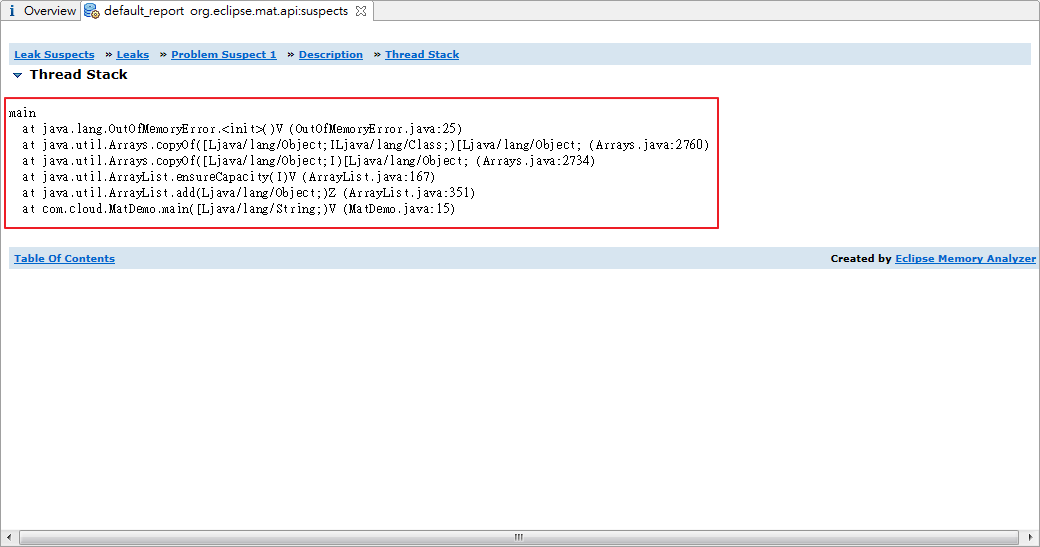 Overview default_report org.eclipse.mat.api:suspects
Leak Suspects » Leaks » Problem Suspect 1 » Description » Thread Stack
Thread Stack
main
at java.lang.OutOfMemoryError.<init>()V (OutOfMemoryError.java:25)
at java.util.Arrays.copyOf([Ljava/lang/Object;ILjava/lang/Class;)[Ljava/lang/Object; (Arrays.java:2760)
at java.util.Arrays.copyOf([Ljava/lang/Object;I)[Ljava/lang/Object; (Arrays.java:2734)
at java.util.ArrayList.ensureCapacity(I)V (ArrayList.java:167)
at java.util.ArrayList.add(Ljava/lang/Object;)Z (ArrayList.java:351)
at com.cloud.MatDemo.main([Ljava/lang/String;)V (MatDemo.java:15)
Table Of Contents Created by Eclipse Memory Analyzer